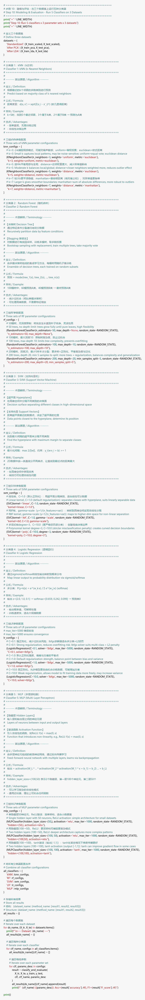 # ============================================================
# 步骤 10：建模与评估 - 在三个数据集上运行五种分类器
# Step 10: Modeling & Evaluation - Run 5 Classifiers on 3 Datasets
# ============================================================
print("=" * LINE_WIDTH)
print("Step 10: Run 5 classifiers x 3 parameter sets x 3 datasets")
print("=" * LINE_WIDTH)

# 定义三个数据集
# Define three datasets
datasets = {
    'Standardized': (X_train_scaled, X_test_scaled),
    'After PCA': (X_train_pca, X_test_pca),
    'After LDA': (X_train_lda, X_test_lda)
}

# ================================================================
# 分类器 1：kNN（k近邻）
# Classifier 1: kNN (k-Nearest Neighbors)
# ================================================================
#
# -------- 算法原理 / Algorithm --------
#
# 定义 / Definition:
#   根据最近的k个邻居的多数类别进行预测
#   Predict based on majority class of k nearest neighbors
#
# 公式 / Formula:
#   距离度量：d(x, x') = sqrt(Σ(x_i - x'_i)²) (欧几里得距离)
#
# 举例 / Example:
#   k=5时，找到5个最近邻居，3个属于A类，2个属于B类 → 预测为A类
#
# 优点 / Advantages:
#   - 简单直观，无需训练过程
#   - 非线性决策边界
# ================================================================

# 三组kNN参数配置
# Three sets of kNN parameter configurations
knn_configs = [
    # k=3: 小k捕捉局部模式，可能对噪声敏感；uniform=等权投票；euclidean=欧式距离
    # k=3: Small k captures local patterns, may be noise-sensitive; uniform=equal vote; euclidean distance
    (KNeighborsClassifier(n_neighbors=3, weights='uniform', metric='euclidean'),
     "k=3, weights=uniform, metric=euclidean"),
    # k=5: 适中k平衡局部与全局；distance=近邻权重更大，减少异常值影响
    # k=5: Moderate k balances local/global; distance=closer neighbors weighted more, reduces outlier effect
    (KNeighborsClassifier(n_neighbors=5, weights='distance', metric='euclidean'),
     "k=5, weights=distance, metric=euclidean"),
    # k=7: 较大k更平滑稳健；manhattan=曼哈顿距离（绝对差之和），对异常值更鲁棒
    # k=7: Larger k gives smoother boundaries; manhattan=sum of absolute differences, more robust to outliers
    (KNeighborsClassifier(n_neighbors=7, weights='distance', metric='manhattan'),
     "k=7, weights=distance, metric=manhattan"),
]

# ================================================================
# 分类器 2：Random Forest（随机森林）
# Classifier 2: Random Forest
# ================================================================
#
# -------- 术语解释 / Terminology --------
#
# 【决策树 Decision Tree】
#   通过特征条件分裂递归地划分数据
#   Recursively partition data by feature conditions
#
# 【Bagging 装袋法】
#   对数据进行有放回采样，训练多棵树，取多数投票
#   Bootstrap sampling with replacement, train multiple trees, take majority vote
#
# -------- 算法原理 / Algorithm --------
#
# 定义 / Definition:
#   由多棵决策树组成的集成学习方法，每棵树用随机子集训练
#   Ensemble of decision trees, each trained on random subsets
#
# 公式 / Formula:
#   预测 = mode(tree_1(x), tree_2(x), ..., tree_n(x))
#
# 举例 / Example:
#   100棵树中，60棵预测A类，40棵预测B类 → 最终预测A类
#
# 优点 / Advantages:
#   - 减少过拟合（相比单棵决策树）
#   - 可处理高维数据，不需要特征缩放
# ================================================================

# 三组RF参数配置
# Three sets of RF parameter configurations
rf_configs = [
    # 50棵树，无深度限制：树完全生长直到叶子纯净，灵活性高
    # 50 trees, no depth limit: trees grow fully until pure leaves, high flexibility
    (RandomForestClassifier(n_estimators=50, max_depth=None, random_state=RANDOM_STATE),
     "n_estimators=50, max_depth=None"),
    # 100棵树，最大深度10：限制树复杂度，防止过拟合
    # 100 trees, max depth 10: limits tree complexity, prevents overfitting
    (RandomForestClassifier(n_estimators=100, max_depth=10, random_state=RANDOM_STATE),
     "n_estimators=100, max_depth=10"),
    # 200棵树，深度20，最少5样本才分裂：更多树+正则化，平衡复杂度与泛化
    # 200 trees, depth 20, min 5 samples to split: more trees + regularization, balances complexity and generalization
    (RandomForestClassifier(n_estimators=200, max_depth=20, min_samples_split=5, random_state=RANDOM_STATE),
     "n_estimators=200, max_depth=20, min_samples_split=5"),
]

# ================================================================
# 分类器 3：SVM（支持向量机）
# Classifier 3: SVM (Support Vector Machine)
# ================================================================
#
# -------- 术语解释 / Terminology --------
#
# 【超平面 Hyperplane】
#   在高维空间中分隔不同类别的决策面
#   Decision surface separating different classes in high-dimensional space
#
# 【支持向量 Support Vectors】
#   距离超平面最近的数据点，决定了超平面的位置
#   Data points closest to the hyperplane, determine its position
#
# -------- 算法原理 / Algorithm --------
#
# 定义 / Definition:
#   找到最大间隔的超平面来分隔不同类别
#   Find the hyperplane with maximum margin to separate classes
#
# 公式 / Formula:
#   最大化间隔：max 2/||w||，约束：y_i(w·x_i + b) >= 1
#
# 举例 / Example:
#   2D数据中放一条直线分开两类点，让直线到最近点的距离最大
#
# 优点 / Advantages:
#   - 在高维空间中表现优秀
#   - 核技巧可处理非线性问题
# ================================================================

# 三组SVM参数配置
# Three sets of SVM parameter configurations
svm_configs = [
    # 线性核，C=1.0（默认正则化）：用超平面分隔类别，适合线性可分数据
    # Linear kernel, C=1.0 (default regularization): separates classes with hyperplane, suits linearly separable data
    (SVC(kernel='linear', C=1.0, random_state=RANDOM_STATE),
     "kernel=linear, C=1.0"),
    # RBF核，gamma=scale（γ=1/(n_features×var)）：映射到高维空间实现非线性分隔
    # RBF kernel, gamma=scale (γ=1/(n_features×var)): maps to higher-dim space for non-linear separation
    (SVC(kernel='rbf', C=1.0, gamma='scale', random_state=RANDOM_STATE),
     "kernel=rbf, C=1.0, gamma=scale"),
    # 多项式核degree=3，C=10.0（更严格惩罚误分类）：创建弯曲决策边界
    # Polynomial kernel degree=3, C=10.0 (stricter misclassification penalty): creates curved decision boundaries
    (SVC(kernel='poly', C=10.0, degree=3, random_state=RANDOM_STATE),
     "kernel=poly, C=10.0, degree=3"),
]

# ================================================================
# 分类器 4：Logistic Regression（逻辑回归）
# Classifier 4: Logistic Regression
# ================================================================
#
# -------- 算法原理 / Algorithm --------
#
# 定义 / Definition:
#   通过sigmoid/softmax将线性输出映射到概率分布
#   Map linear output to probability distribution via sigmoid/softmax
#
# 公式 / Formula:
#   多分类：P(y=k|x) = e^(w_k·x) / Σ e^(w_j·x) (softmax)
#
# 举例 / Example:
#   输出 z=[2.0, 1.0, 0.1] → softmax=[0.659, 0.242, 0.099] → 预测类0
#
# 优点 / Advantages:
#   - 输出概率值，可解释性强
#   - 训练速度快，适合大规模数据
# ================================================================

# 三组LR参数配置
# Three sets of LR parameter configurations
# max_iter=5000 确保收敛
# max_iter=5000 ensures convergence
lr_configs = [
    # C=0.1: 强正则化，减少过拟合风险；lbfgs求解器适合多分类+L2惩罚
    # C=0.1: Strong regularization, reduces overfitting risk; lbfgs solver suits multi-class + L2 penalty
    (LogisticRegression(C=0.1, solver='lbfgs', max_iter=5000, random_state=RANDOM_STATE),
     "C=0.1, solver=lbfgs"),
    # C=1.0: 默认正则化强度，偏差与方差的平衡点
    # C=1.0: Default regularization strength, balance point between bias and variance
    (LogisticRegression(C=1.0, solver='lbfgs', max_iter=5000, random_state=RANDOM_STATE),
     "C=1.0, solver=lbfgs"),
    # C=10.0: 弱正则化，允许模型更自由拟合训练数据，可能增加方差
    # C=10.0: Weak regularization, allows model to fit training data more freely, may increase variance
    (LogisticRegression(C=10.0, solver='lbfgs', max_iter=5000, random_state=RANDOM_STATE),
     "C=10.0, solver=lbfgs"),
]

# ================================================================
# 分类器 5：MLP（多层感知器）
# Classifier 5: MLP (Multi-Layer Perceptron)
# ================================================================
#
# -------- 术语解释 / Terminology --------
#
# 【隐藏层 Hidden Layers】
#   输入层和输出层之间的神经元层
#   Layers of neurons between input and output layers
#
# 【激活函数 Activation Function】
#   引入非线性的函数，如ReLU: f(x) = max(0, x)
#   Function that introduces non-linearity, e.g., ReLU: f(x) = max(0, x)
#
# -------- 算法原理 / Algorithm --------
#
# 定义 / Definition:
#   由多层神经元组成的前馈神经网络，通过反向传播学习
#   Feed-forward neural network with multiple layers, learns via backpropagation
#
# 公式 / Formula:
#   输出 = activation(W_L * ... * activation(W_2 * activation(W_1 * x + b_1) + b_2) ... + b_L)
#
# 举例 / Example:
#   hidden_layer_sizes=(100,50) 表示2个隐藏层，第一层100个神经元，第二层50个
#
# 优点 / Advantages:
#   - 可以学习复杂的非线性模式
#   - 通用近似器，理论上可拟合任何函数
# ================================================================

# 三组MLP参数配置
# Three sets of MLP parameter configurations
mlp_configs = [
    # 单隐藏层50神经元，ReLU激活：简单架构，适合小数据集
    # Single hidden layer with 50 neurons, ReLU activation: simple architecture for small datasets
    (MLPClassifier(hidden_layer_sizes=(50,), activation='relu', max_iter=1000, random_state=RANDOM_STATE),
     "hidden=(50,), activation=relu"),
    # 两隐藏层(100→50)，ReLU：更深架构可捕捉更复杂模式
    # Two hidden layers (100→50), ReLU: deeper architecture captures more complex patterns
    (MLPClassifier(hidden_layer_sizes=(100, 50), activation='relu', max_iter=1000, random_state=RANDOM_STATE),
     "hidden=(100,50), activation=relu"),
    # 两隐藏层(100→100)，tanh激活（输出[-1,1]）：tanh在某些情况下梯度传播更好
    # Two hidden layers (100→100), tanh activation (output [-1,1]): tanh can improve gradient flow in some cases
    (MLPClassifier(hidden_layer_sizes=(100, 100), activation='tanh', max_iter=1000, random_state=RANDOM_STATE),
     "hidden=(100,100), activation=tanh"),
]

# 将所有分类器配置合并
# Combine all classifier configurations
all_classifiers = {
    'kNN': knn_configs,
    'RF': rf_configs,
    'SVM': svm_configs,
    'LR': lr_configs,
    'MLP': mlp_configs
}

# 存储所有结果
# Store all results
# 结构：{dataset_name: {method_name: [result1, result2, result3]}}
# Structure: {dataset_name: {method_name: [result1, result2, result3]}}
all_results = {}

# 遍历每个数据集
# Iterate over each dataset
for ds_name, (X_tr, X_te) in datasets.items():
    print(f"\n--- Dataset: {ds_name} ---")
    all_results[ds_name] = {}

    # 遍历每种分类器
    # Iterate over each classifier
    for clf_name, configs in all_classifiers.items():
        all_results[ds_name][clf_name] = []

        # 遍历每组参数
        # Iterate over each parameter set
        for clf, params_desc in configs:
            result = classify_and_evaluate(
                X_tr, X_te, y_train, y_test,
                clf, clf_name, params_desc
            )
            all_results[ds_name][clf_name].append(result)
            print(f"  {clf_name} ({params_desc}): Acc={result['accuracy']:.4f}, F1={result['f1_score']:.4f}")

print()